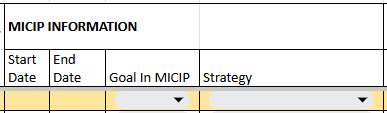 MICIP INFORMATION
Start End
Date Date Goal In MICIP Strategy